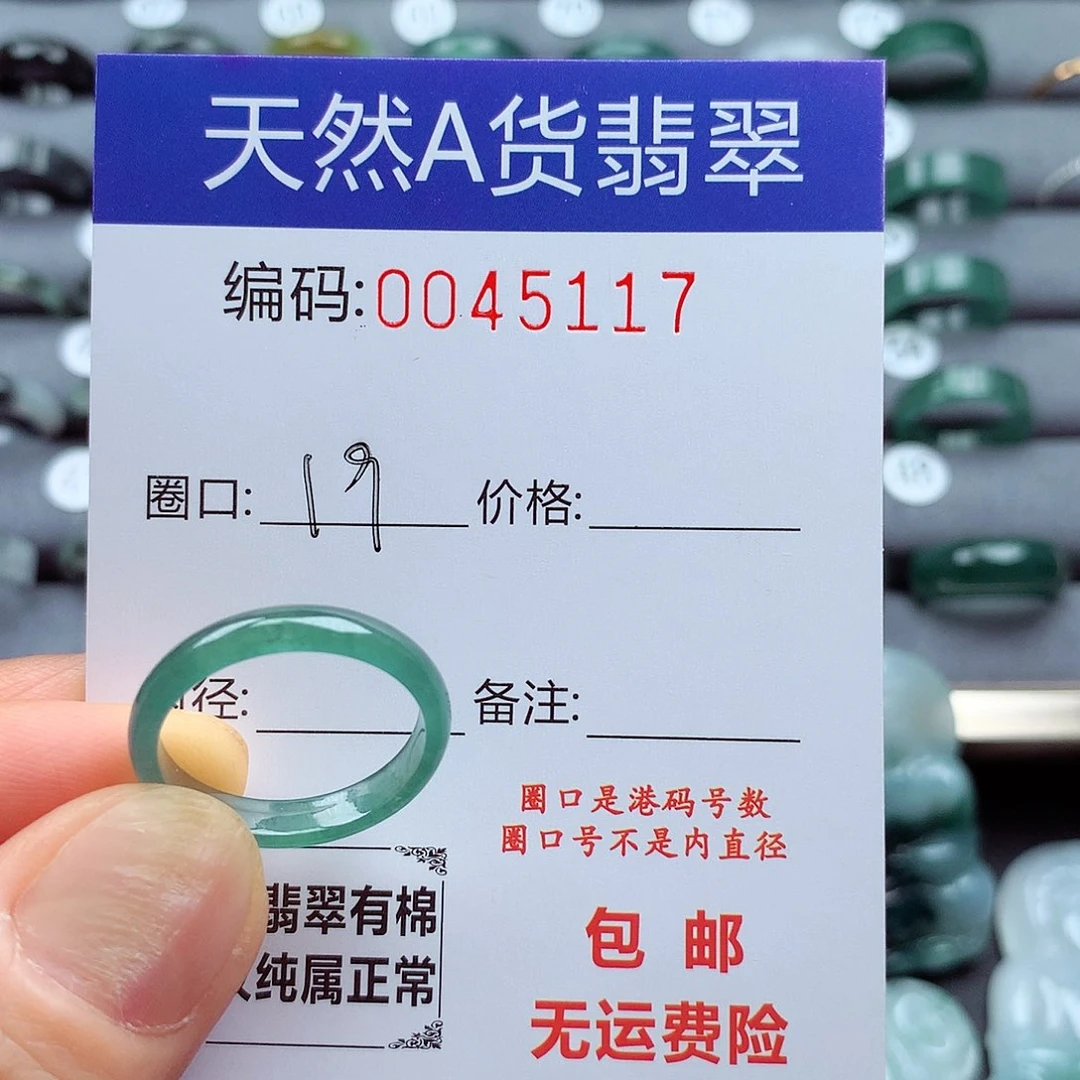 天然A货翡翠
编码:0045117
圈口: 19 价格:
径: 备注:
圈口是港码号数
圈口号不是内直径
翡翠有棉
纯属正常
包 邮
无运费险